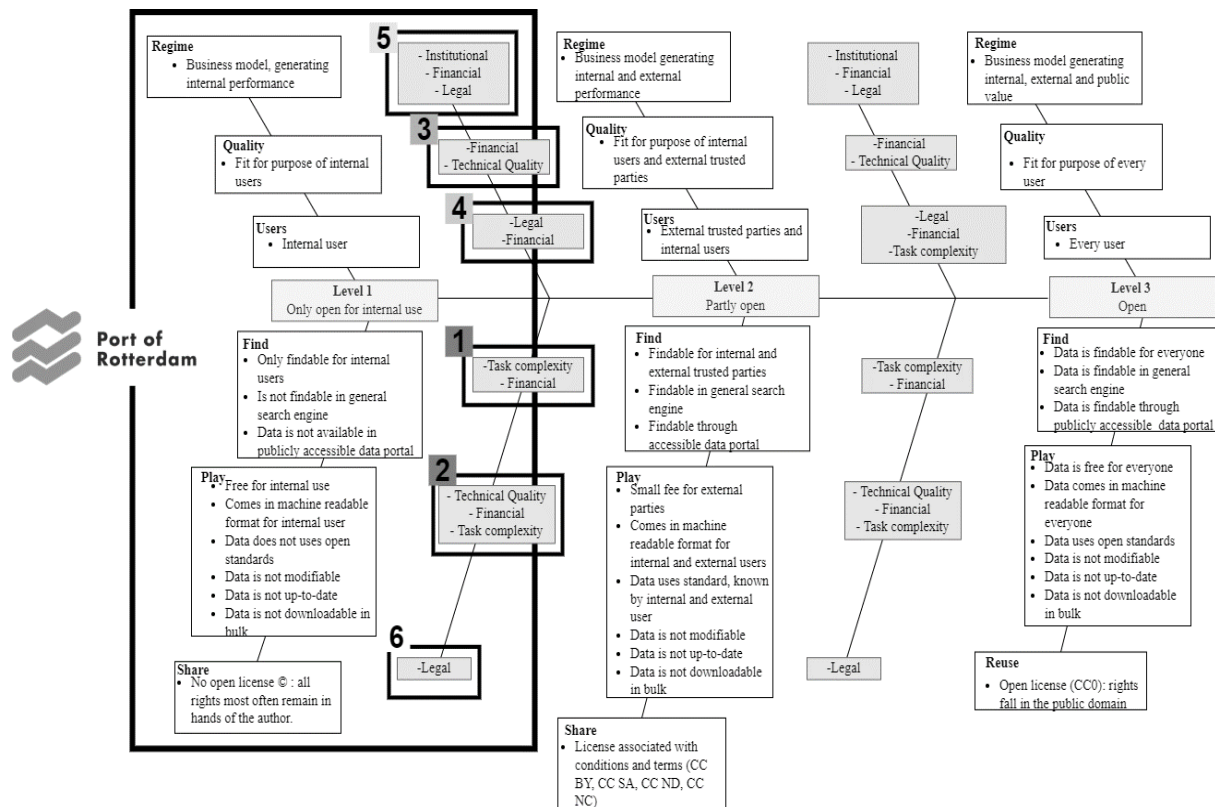 Port of
Rotterdam
Regime
• Business model, generating
internal performance
Quality
• Fit for purpose of internal
users
Users
• Internal user
Level 1
Only open for internal use
Find
• Only findable for internal
users
• Is not findable in general
search engine
• Data is not available in
publicly accessible data portal
Play
• Free for internal use
• Comes in machine readable
format for internal user
• Data does not uses open
standards
• Data is not modifiable
• Data is not up-to-date
• Data is not downloadable in
bulk
Share
• No open license © : all
rights most often remain in
hands of the author.
5
- Institutional
- Financial
- Legal
3
-Financial
- Technical Quality
4
-Legal
-Financial
1
-Task complexity
- Financial
2
- Technical Quality
- Financial
- Task complexity
6
-Legal
Regime
• Business model generating
internal and external
performance
Quality
• Fit for purpose of internal
users and external trusted
parties
Users
• External trusted parties and
internal users
Level 2
Partly open
Find
• Findable for internal and
external trusted parties
• Findable in general search
engine
• Findable through
accessible data portal
Play
• Small fee for external
parties
• Comes in machine
readable format for
internal and external users
• Data uses standard, known
by internal and external
user
• Data is not modifiable
• Data is not up-to-date
• Data is not downloadable
in bulk
Share
• License associated with
conditions and terms (CC
BY, CC SA, CC ND, CC
NC)
- Institutional
- Financial
- Legal
-Financial
- Technical Quality
-Legal
-Financial
-Task complexity
-Task complexity
- Financial
- Technical Quality
- Financial
- Task complexity
-Legal
Regime
• Business model generating
internal, external and public
value
Quality
• Fit for purpose of every
user
Users
• Every user
Level 3
Open
Find
• Data is findable for everyone
• Data is findable in general
search engine
• Data is findable through
publicly accessible data portal
Play
• Data is free for everyone
• Data comes in machine
readable format for
everyone
• Data uses open standards
• Data is not modifiable
• Data is not up-to-date
• Data is not downloadable
in bulk
Reuse
• Open license (CC0): rights
fall in the public domain